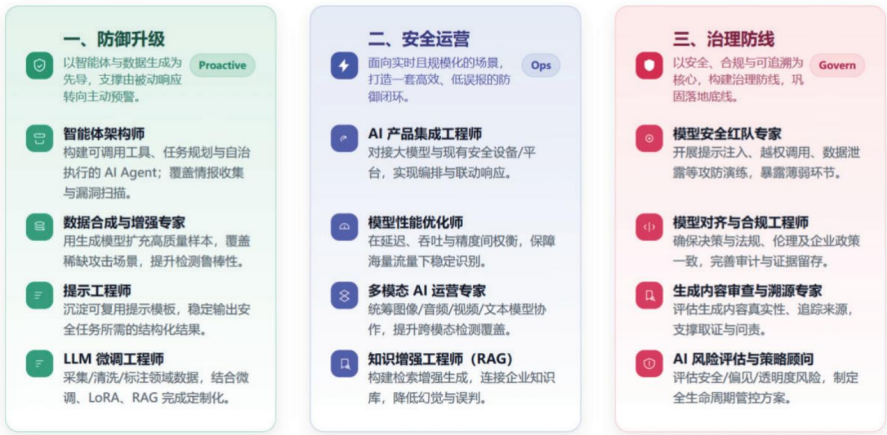 一、防御升级
以智能体与数据生成为
先导，支撑由被动响应
转向主动预警。
Proactive
智能体架构师
构建可调用工具、任务规划与自治
执行的 AI Agent；覆盖情报收集
与漏洞扫描。
数据合成与增强专家
用生成模型扩充高质量样本，覆盖
稀缺攻击场景，提升检测鲁棒性。
提示工程师
沉淀可复用提示模板，稳定输出安
全任务所需的结构化结果。
LLM 微调工程师
采集/清洗/标注领域数据，结合微
调、LoRA、RAG 完成定制化。
二、安全运营
面向实时且规模化的场景，
打造一套高效、低误报的防
御闭环。
Ops
AI 产品集成工程师
对接大模型与现有安全设备/平
台，实现编排与联动响应。
模型性能优化师
在延迟、吞吐与精度间权衡，保障
海量流量下稳定识别。
多模态 AI 运营专家
统筹图像/音频/视频/文本模型协
作，提升跨模态检测覆盖。
知识增强工程师（RAG）
构建检索增强生成，连接企业知识
库，降低幻觉与误判。
三、治理防线
以安全、合规与可追溯为
核心，构建治理防线，巩
固落地底线。
Govern
模型安全红队专家
开展提示注入、越权调用、数据泄
露等攻防演练，暴露薄弱环节。
模型对齐与合规工程师
确保决策与法规、伦理及企业政策
一致，完善审计与证据留存。
生成内容审查与溯源专家
评估生成内容真实性、追踪来源，
支撑取证与问责。
AI 风险评估与策略顾问
评估安全/偏见/透明度风险，制定
全生命周期管控方案。